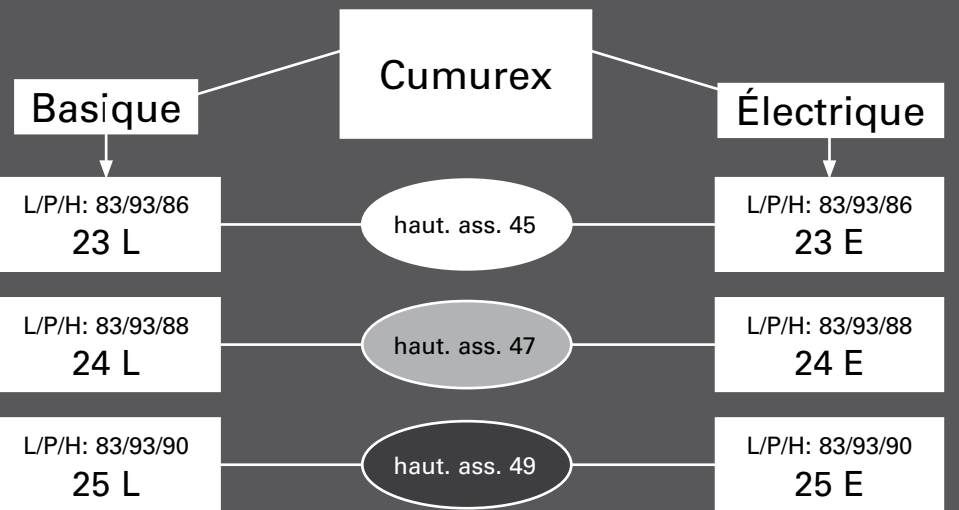 Cumurex
Basique
Électrique
L/P/H: 83/93/86
23 L
haut. ass. 45
L/P/H: 83/93/86
23 E
L/P/H: 83/93/88
24 L
haut. ass. 47
L/P/H: 83/93/88
24 E
L/P/H: 83/93/90
25 L
haut. ass. 49
L/P/H: 83/93/90
25 E